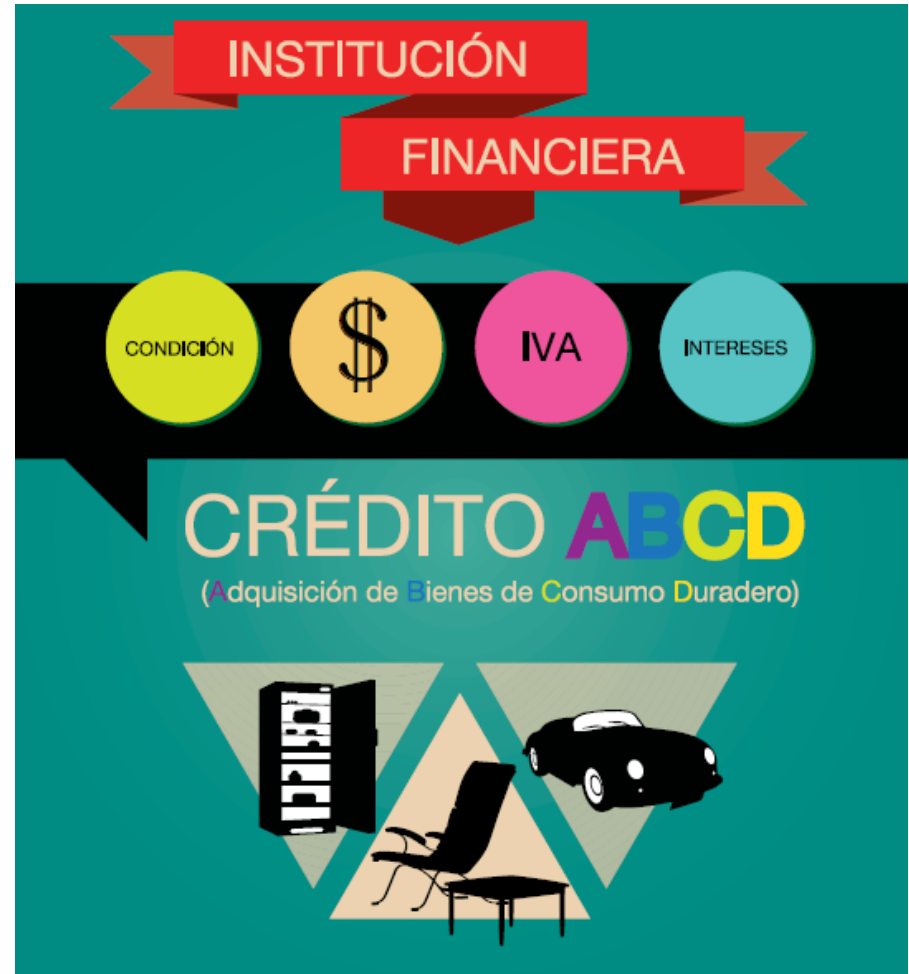 INSTITUCIÓN
FINANCIERA
CONDICIÓN
$
IVA
INTERESES
CRÉDITO ABCD
(Adquisición de Bienes de Consumo Duradero)